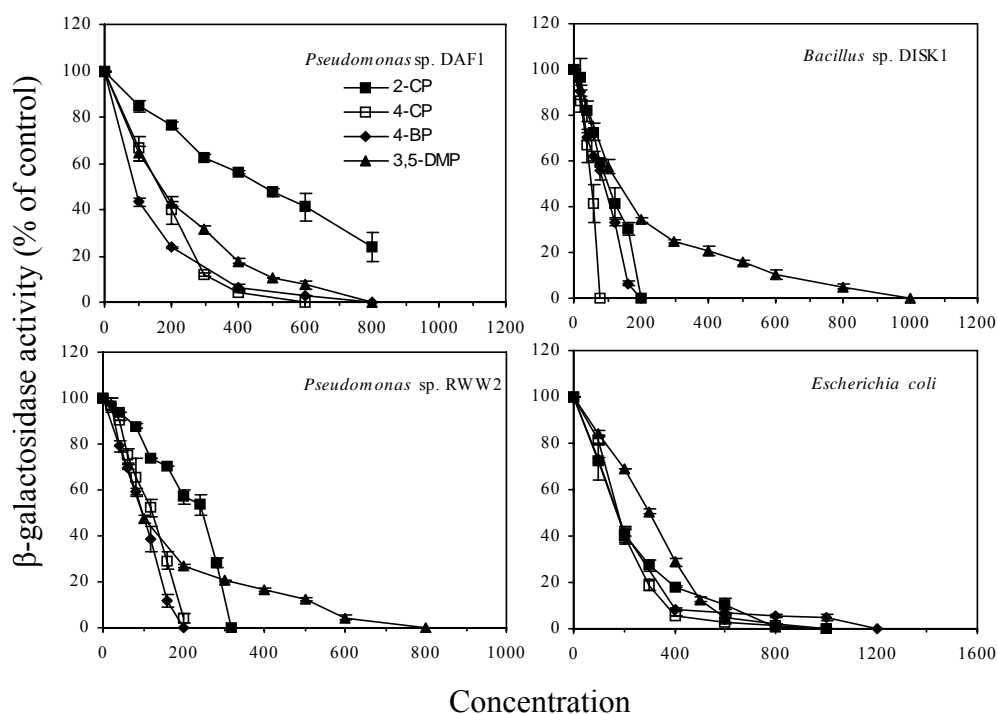 β-galactosidase activity (% of control)
120
100
80
60
40
20
0
Pseudomonas sp. DAF1
2-CP
4-CP
4-BP
3,5-DMP
0 200 400 600 800 1000 1200
120
100
80
60
40
20
0
Bacillus sp. DISK1
0 200 400 600 800 1000 1200
120
100
80
60
40
20
0
Pseudomonas sp. RWW2
0 200 400 600 800 1000
120
100
80
60
40
20
0
Escherichia coli
0 400 800 1200 1600
Concentration